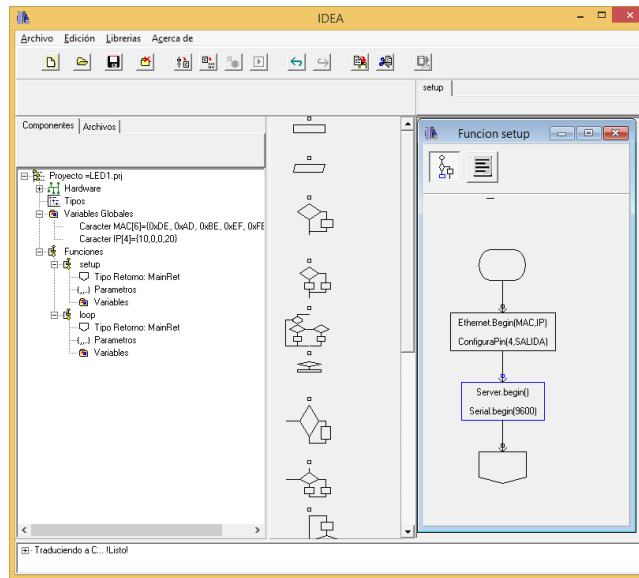 IDEA
Archivo Edición Librerias Acerca de
setup
Componentes Archivos
Proyecto =LED1.prj
Hardware
Tipos
Variables Globales
Caracter MAC[6]={0xDE, 0xAD, 0xBE, 0xEF, 0xFE
Caracter IP[4]={10,0,0,20}
Funciones
setup
Tipo Retorno: MainRet
(,,.) Parametros
Variables
loop
Tipo Retorno: MainRet
(,,.) Parametros
Variables
Funcion setup
Ethernet.Begin(MAC,IP)
ConfiguraPin(4,SALIDA)
Server.begin()
Serial.begin(9600)
Traduciendo a C... !Listo!